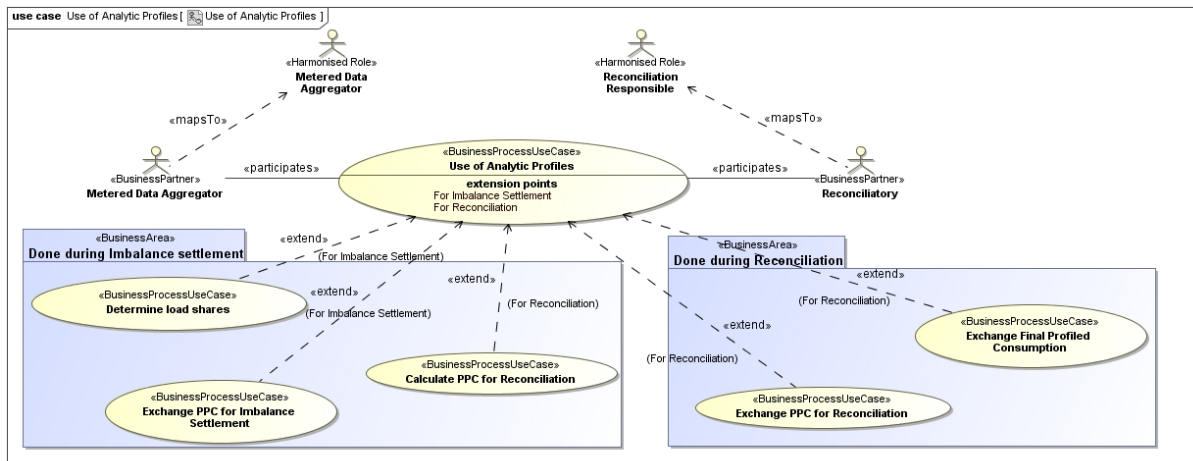 use case Use of Analytic Profiles [ Use of Analytic Profiles ]
«Harmonised Role»
Metered Data
Aggregator
«Harmonised Role»
Reconciliation
Responsible
«mapsTo»
«mapsTo»
«BusinessPartner»
Metered Data Aggregator
«participates»
«BusinessProcessUseCase»
Use of Analytic Profiles
extension points
For Imbalance Settlement
For Reconciliation
«participates»
«BusinessPartner»
Reconciliatory
«BusinessArea»
Done during Imbalance settlement
«extend»
(For Imbalance Settlement)
«BusinessProcessUseCase»
Determine load shares
«extend»
(For Imbalance Settlement)
«extend»
(For Reconciliation)
«BusinessProcessUseCase»
Calculate PPC for Reconciliation
«BusinessProcessUseCase»
Exchange PPC for Imbalance
Settlement
«BusinessArea»
Done during Reconciliation
«extend»
(For Reconciliation)
«extend»
(For Reconciliation)
«BusinessProcessUseCase»
Exchange Final Profiled
Consumption
«BusinessProcessUseCase»
Exchange PPC for Reconciliation